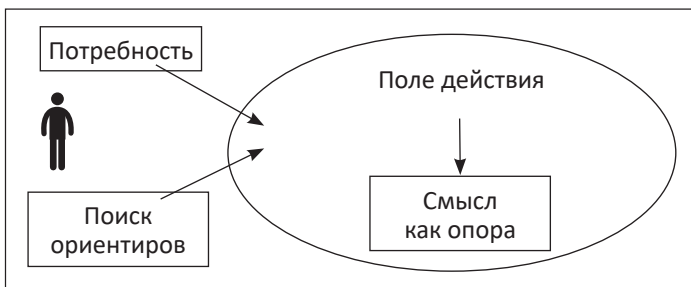 Потребность
Поле действия
Поиск
ориентиров
Смысл
как опора